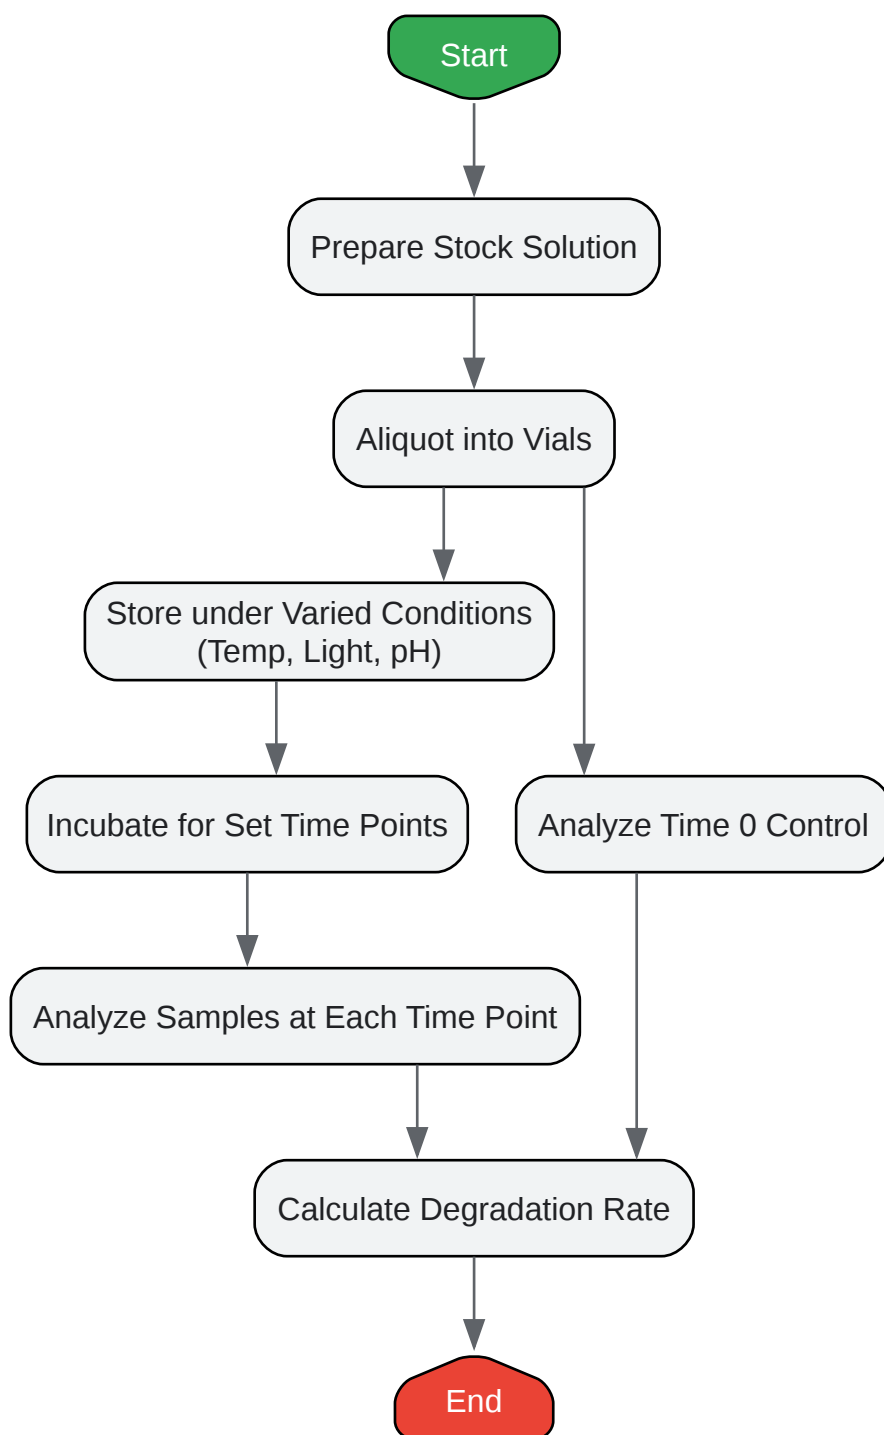 Start
Prepare Stock Solution
Aliquot into Vials
Store under Varied Conditions
(Temp, Light, pH)
Incubate for Set Time Points
Analyze Time 0 Control
Analyze Samples at Each Time Point
Calculate Degradation Rate
End